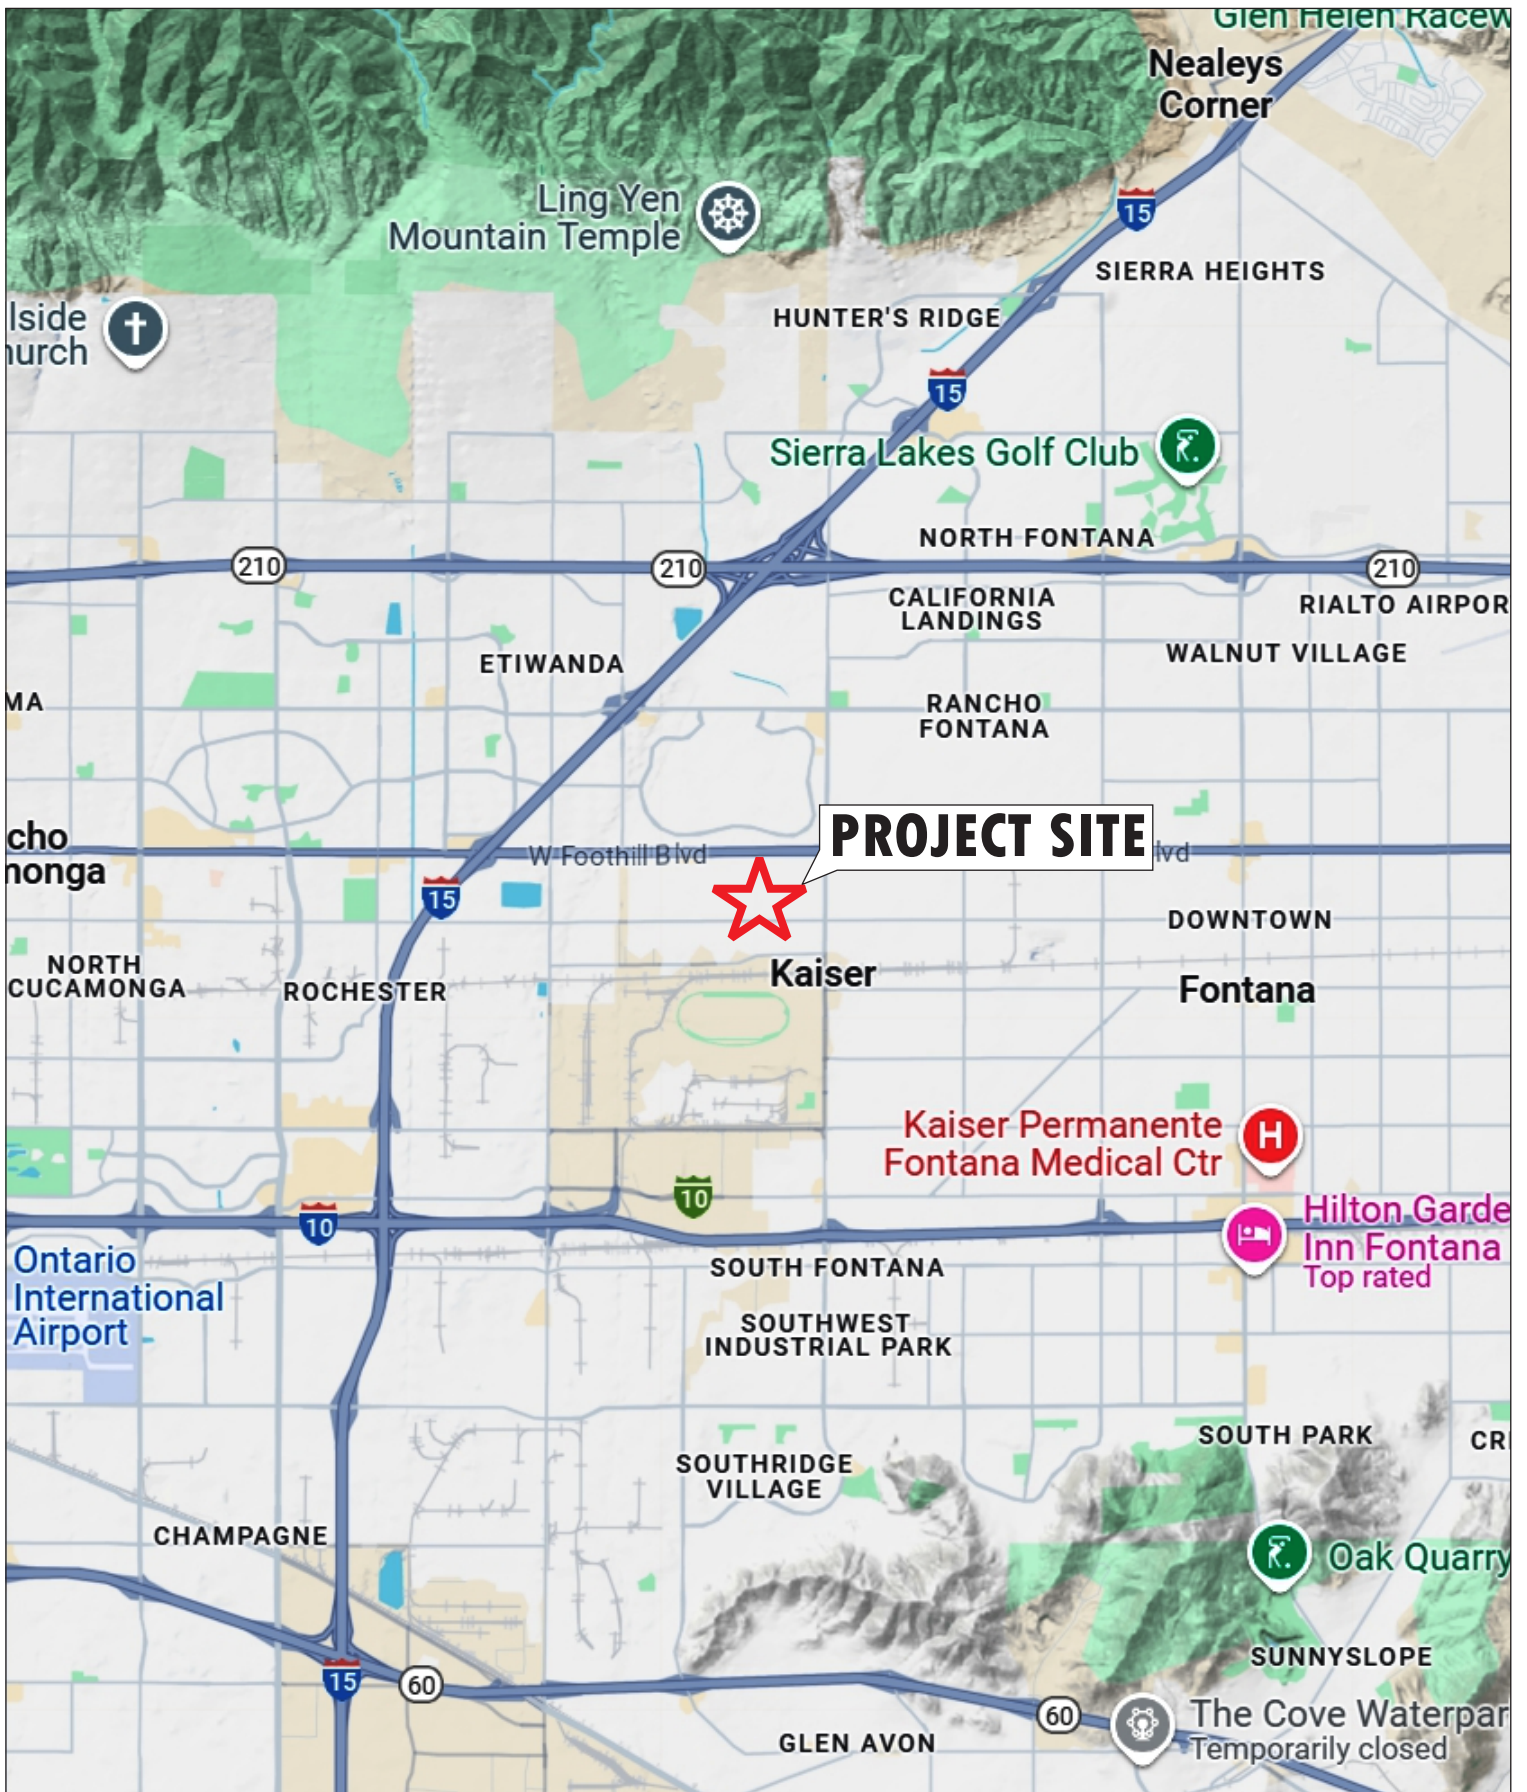 Glen Helen Racew
Nealeys
Corner
Ling Yen
Mountain Temple
15
SIERRA HEIGHTS
lside
hurch
HUNTER'S RIDGE
15
Sierra Lakes Golf Club
NORTH FONTANA
210
210
210
CALIFORNIA
LANDINGS
RIALTO AIRPOR
ETIWANDA
WALNUT VILLAGE
MA
RANCHO
FONTANA
cho
monga
W Foothill Blvd
PROJECT SITE
lvd
15
DOWNTOWN
NORTH
CUCAMONGA
ROCHESTER
Kaiser
Fontana
Kaiser Permanente
Fontana Medical Ctr
H
10
10
Hilton Garde
Inn Fontana
Top rated
Ontario
International
Airport
SOUTH FONTANA
SOUTHWEST
INDUSTRIAL PARK
SOUTH PARK
CRE
SOUTHRIDGE
VILLAGE
CHAMPAGNE
Oak Quarry
SUNNYSLOPE
15
60
60
The Cove Waterpar
Temporarily closed
GLEN AVON